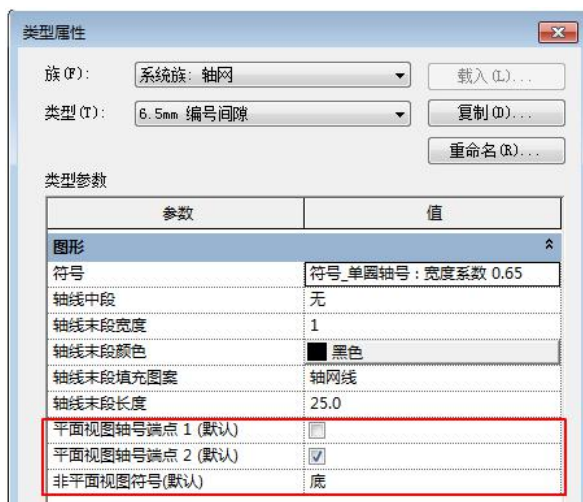 类型属性
族(F): 系统族: 轴网 载入(L)...
类型(T): 6.5mm 编号间隙 复制(D)...
重命名(R)...
类型参数
参数 值
图形
符号 符号_单圆轴号 : 宽度系数 0.65
轴线中段 无
轴线末段宽度 1
轴线末段颜色 黑色
轴线末段填充图案 轴网线
轴线末段长度 25.0
平面视图轴号端点 1 (默认)
平面视图轴号端点 2 (默认)
非平面视图符号(默认) 底